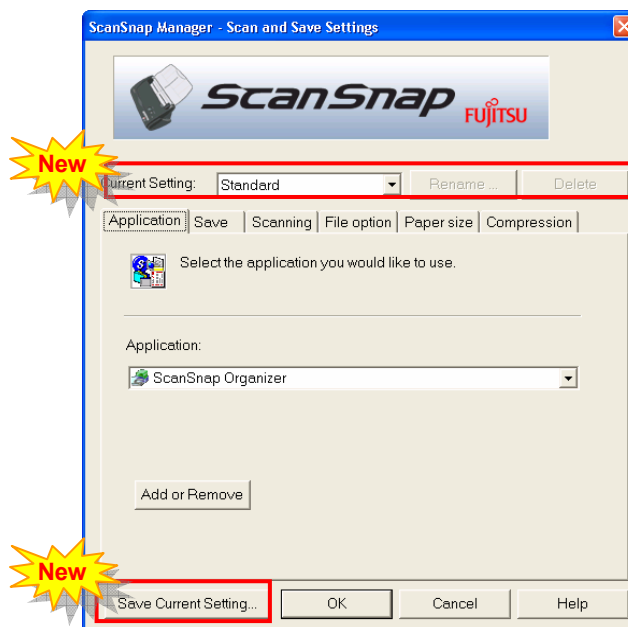 ScanSnap Manager - Scan and Save Settings
ScanSnap FUJITSU
New
Current Setting: Standard Rename ... Delete
Application Save Scanning File option Paper size Compression
Select the application you would like to use.
Application:
ScanSnap Organizer
Add or Remove
New
Save Current Setting... OK Cancel Help